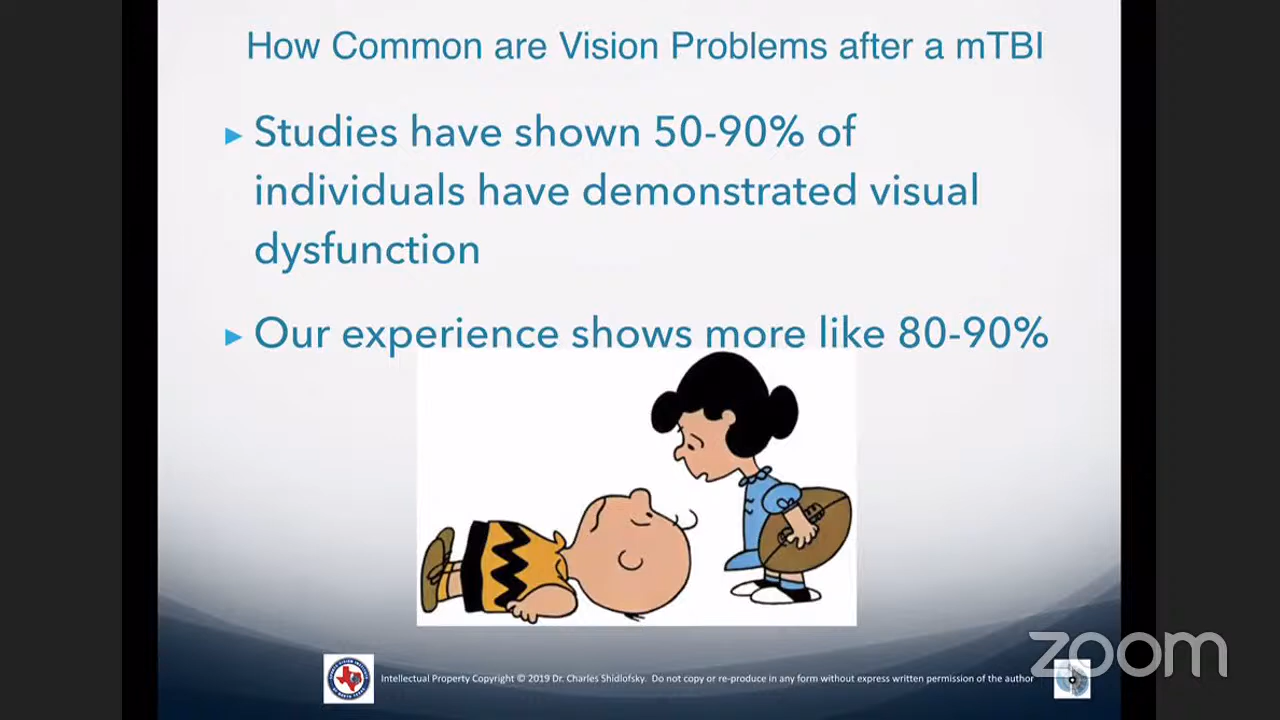 How Common are Vision Problems after a mTBI
Studies have shown 50-90% of
individuals have demonstrated visual
dysfunction
Our experience shows more like 80-90%
Intellectual Property Copyright © 2019 Dr. Charles Shidlofsky. Do not copy or re-produce in any form without express written permission of the author
zoom